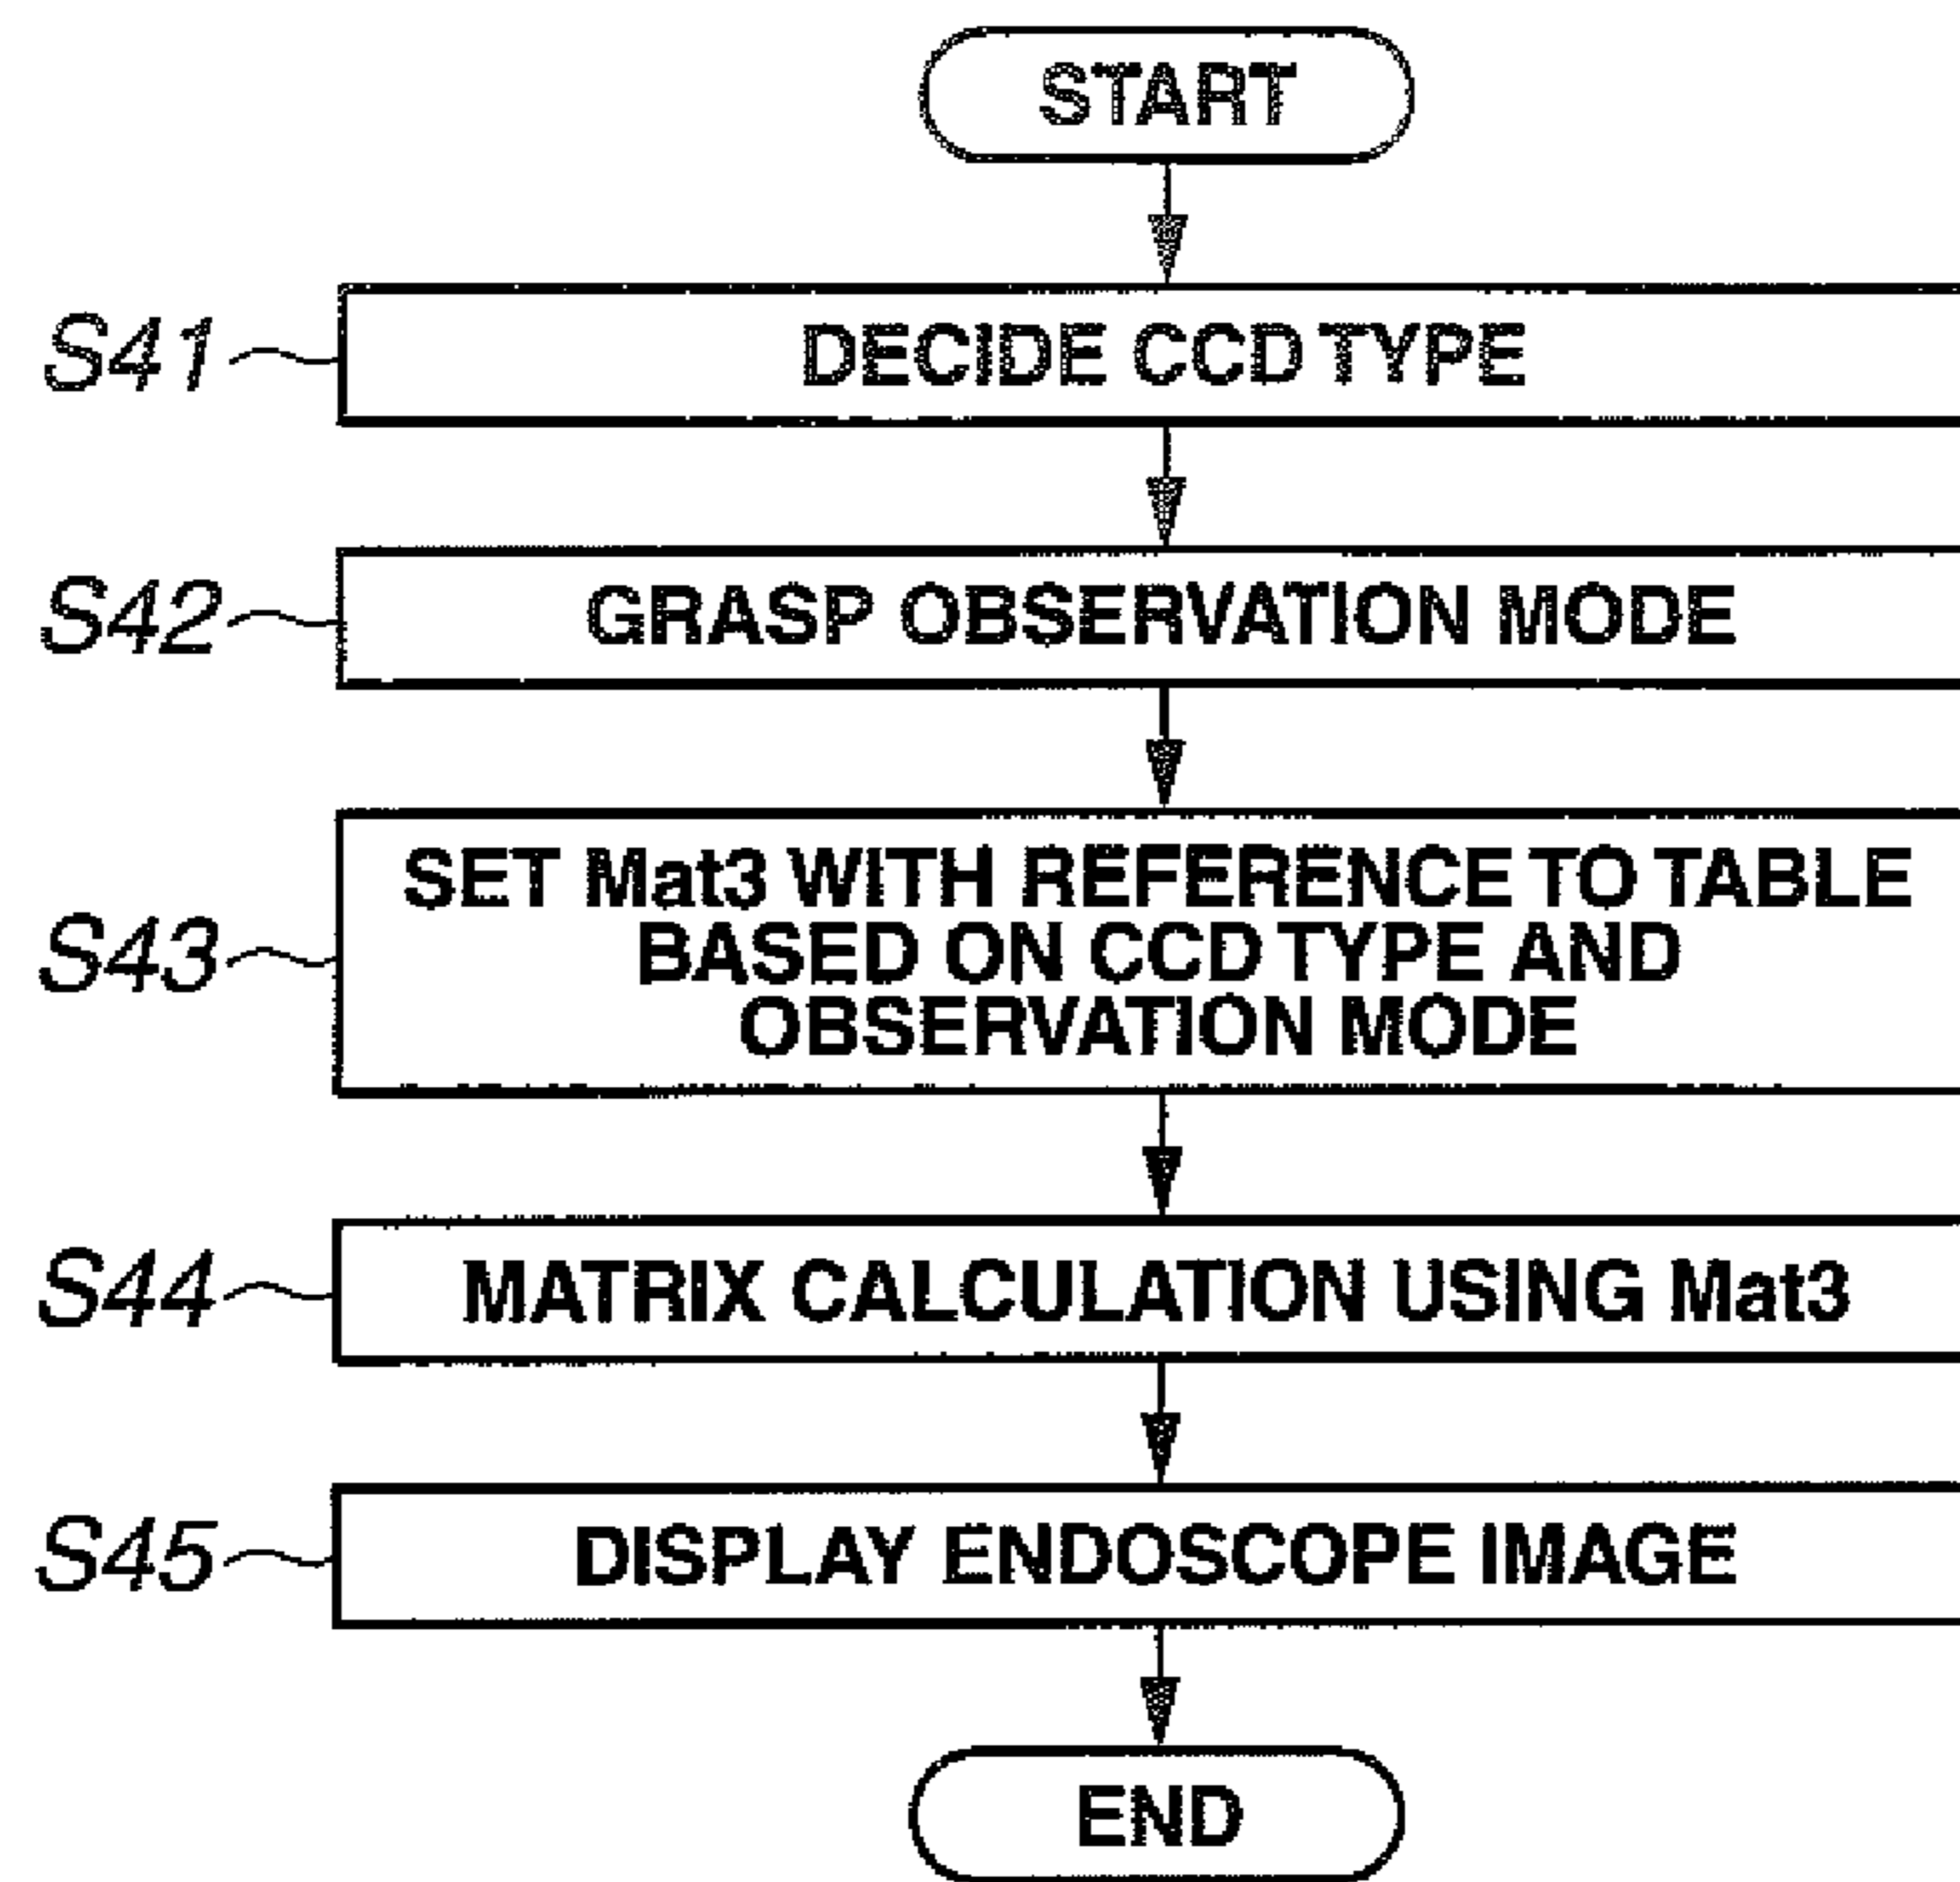 START
S41
DECIDE CCD TYPE
S42
GRASP OBSERVATION MODE
S43
SET Mat3 WITH REFERENCE TO TABLE
BASED ON CCD TYPE AND
OBSERVATION MODE
S44
MATRIX CALCULATION USING Mat3
S45
DISPLAY ENDOSCOPE IMAGE
END